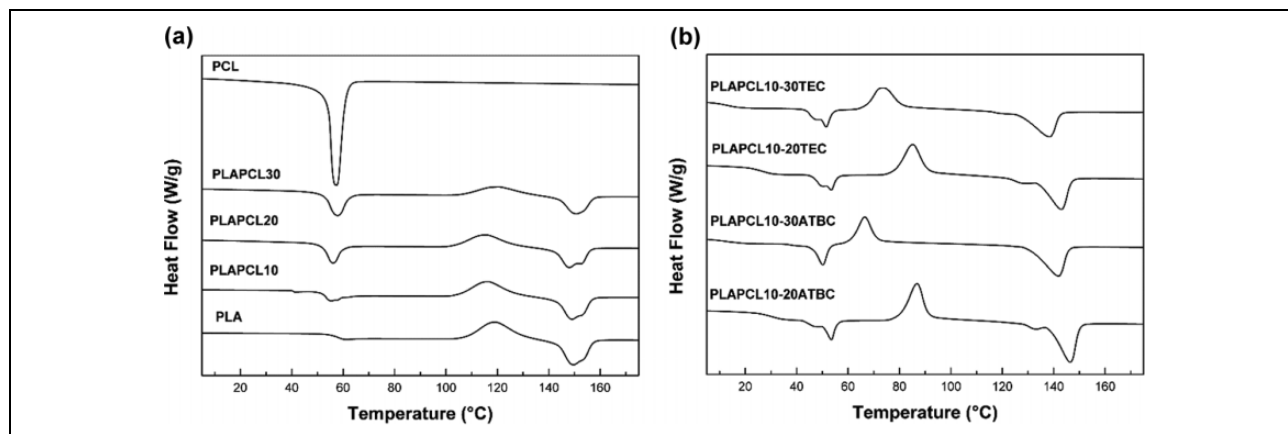 (a)
PCL
PLAPCL30
PLAPCL20
PLAPCL10
PLA
Heat Flow (W/g)
20 40 60 80 100 120 140 160
Temperature (°C)
(b)
PLAPCL10-30TEC
PLAPCL10-20TEC
PLAPCL10-30ATBC
PLAPCL10-20ATBC
Heat Flow (W/g)
20 40 60 80 100 120 140 160
Temperature (°C)